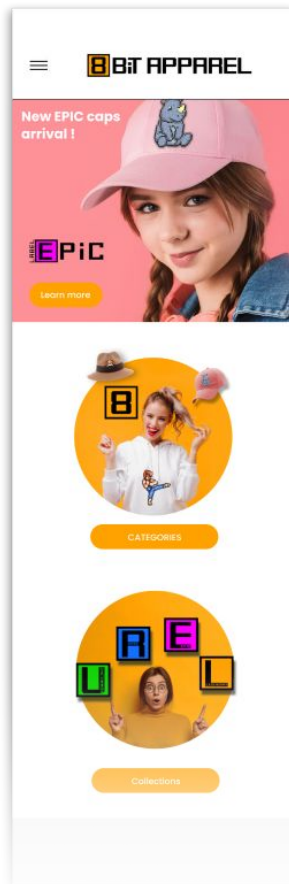 8 BiT APPAREL
New EPIC caps
arrival !
LABEL EPiC
Learn more
8
CATEGORIES
U R E L
Collections